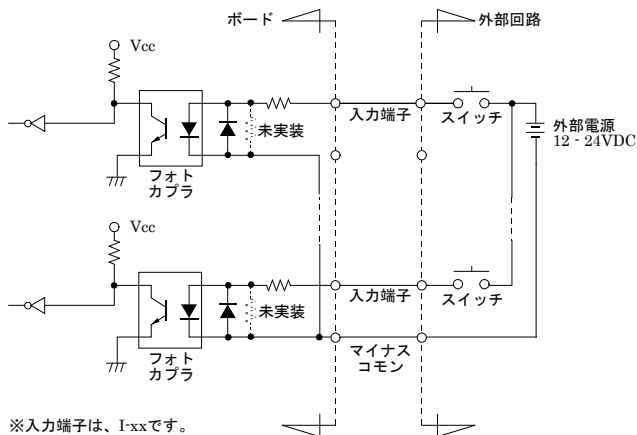 ボード
外部回路
Vcc
未実装
入力端子
スイッチ
外部電源
12 - 24VDC
フォト
カプラ
Vcc
未実装
入力端子
スイッチ
フォト
カプラ
マイナス
コモン
※入力端子は、I-xxです。